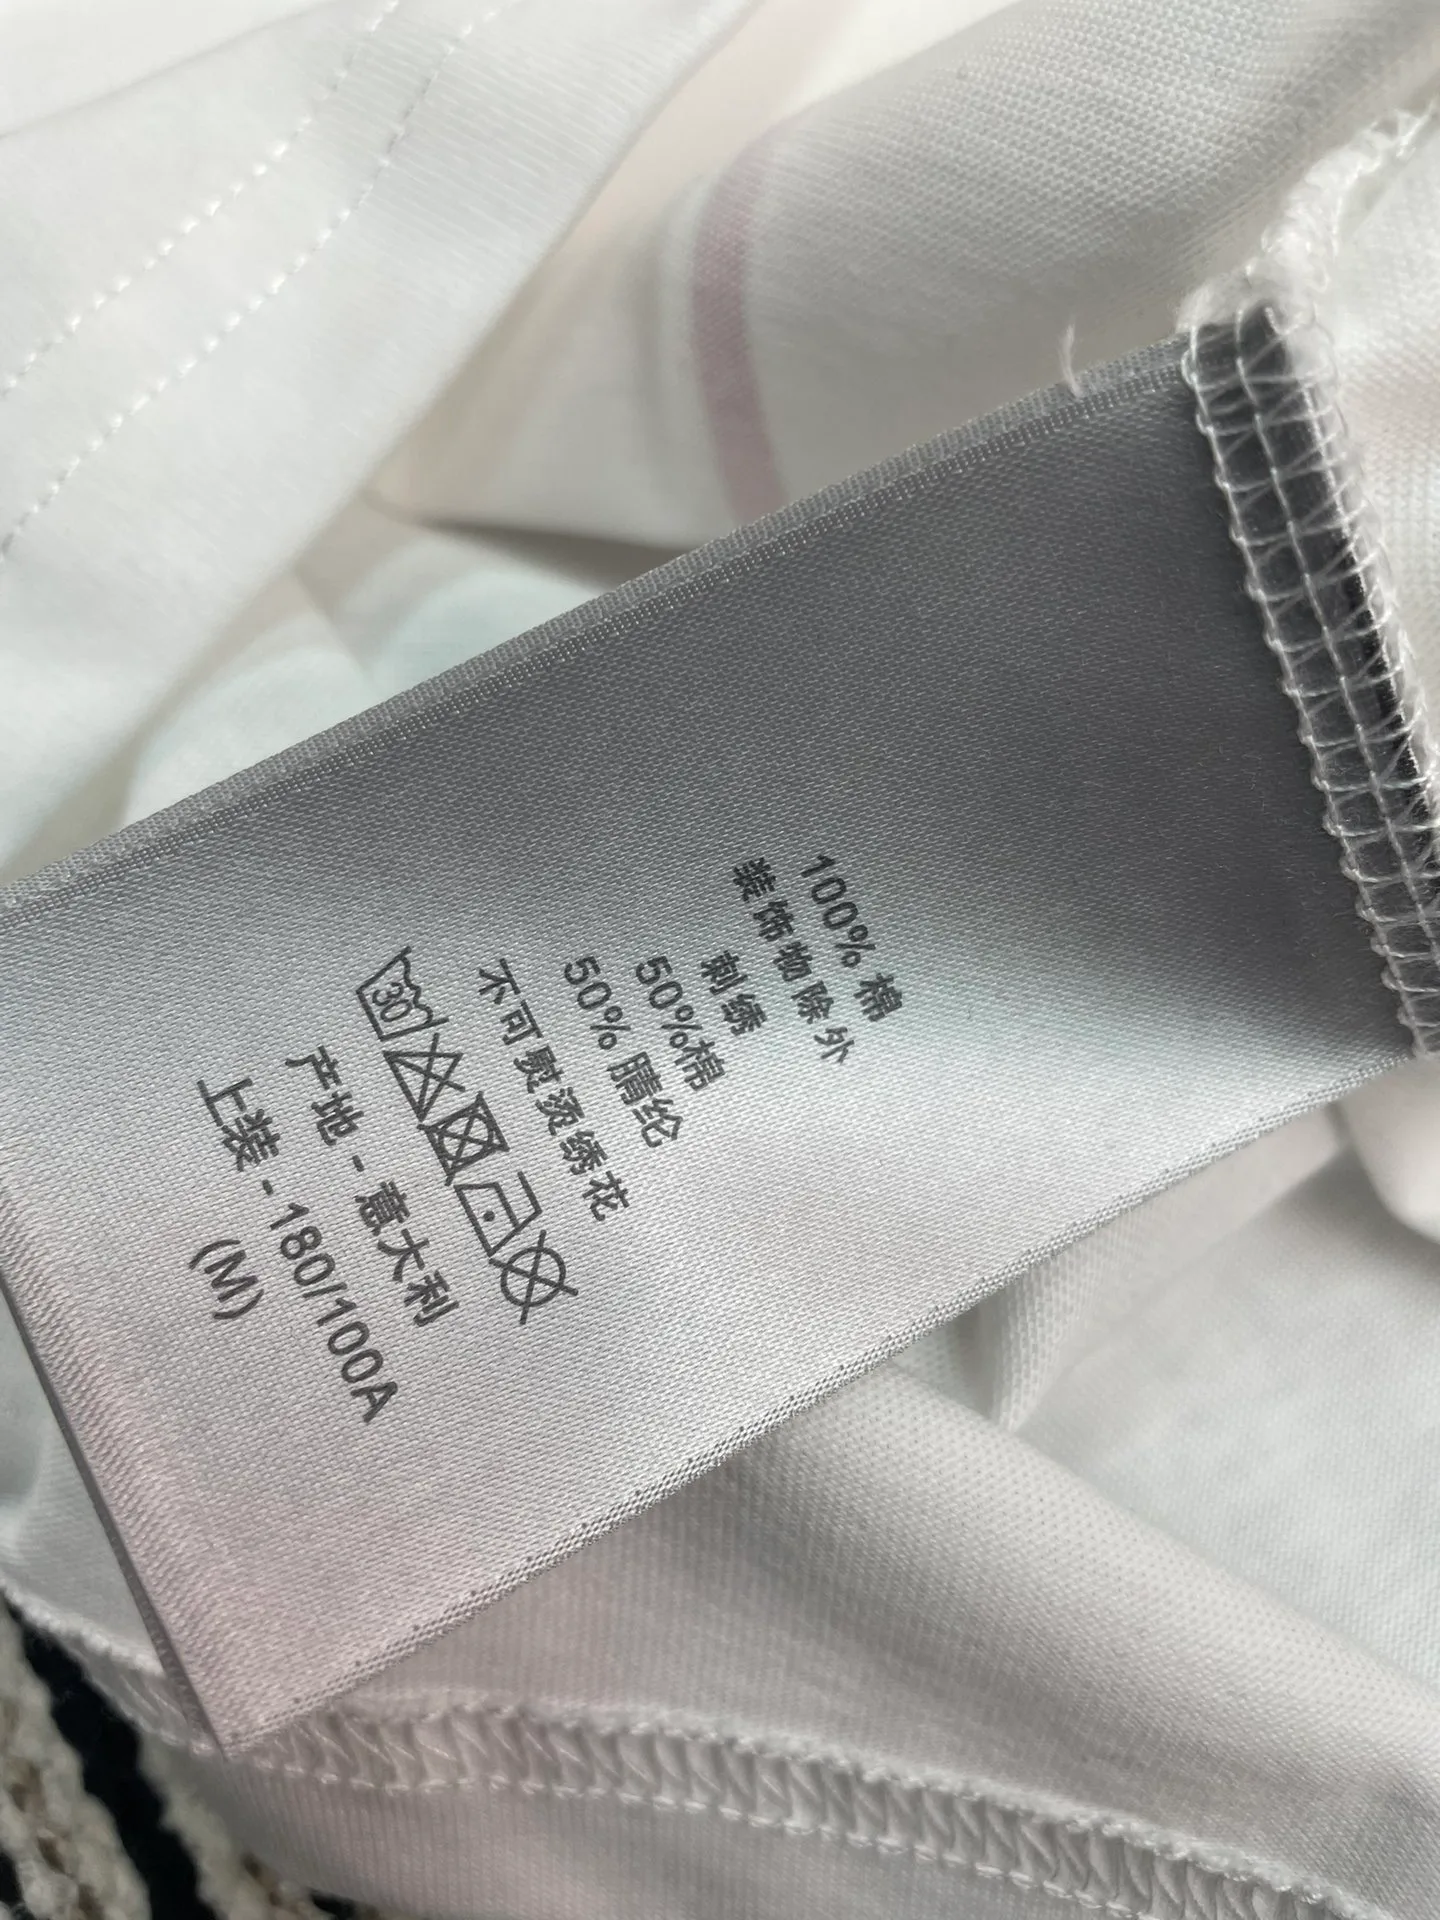 100% 棉
装饰物除外
刺绣
50%棉
50% 腈纶
不可熨烫绣花
30
产地 - 意大利
上装 - 180/100A
(M)